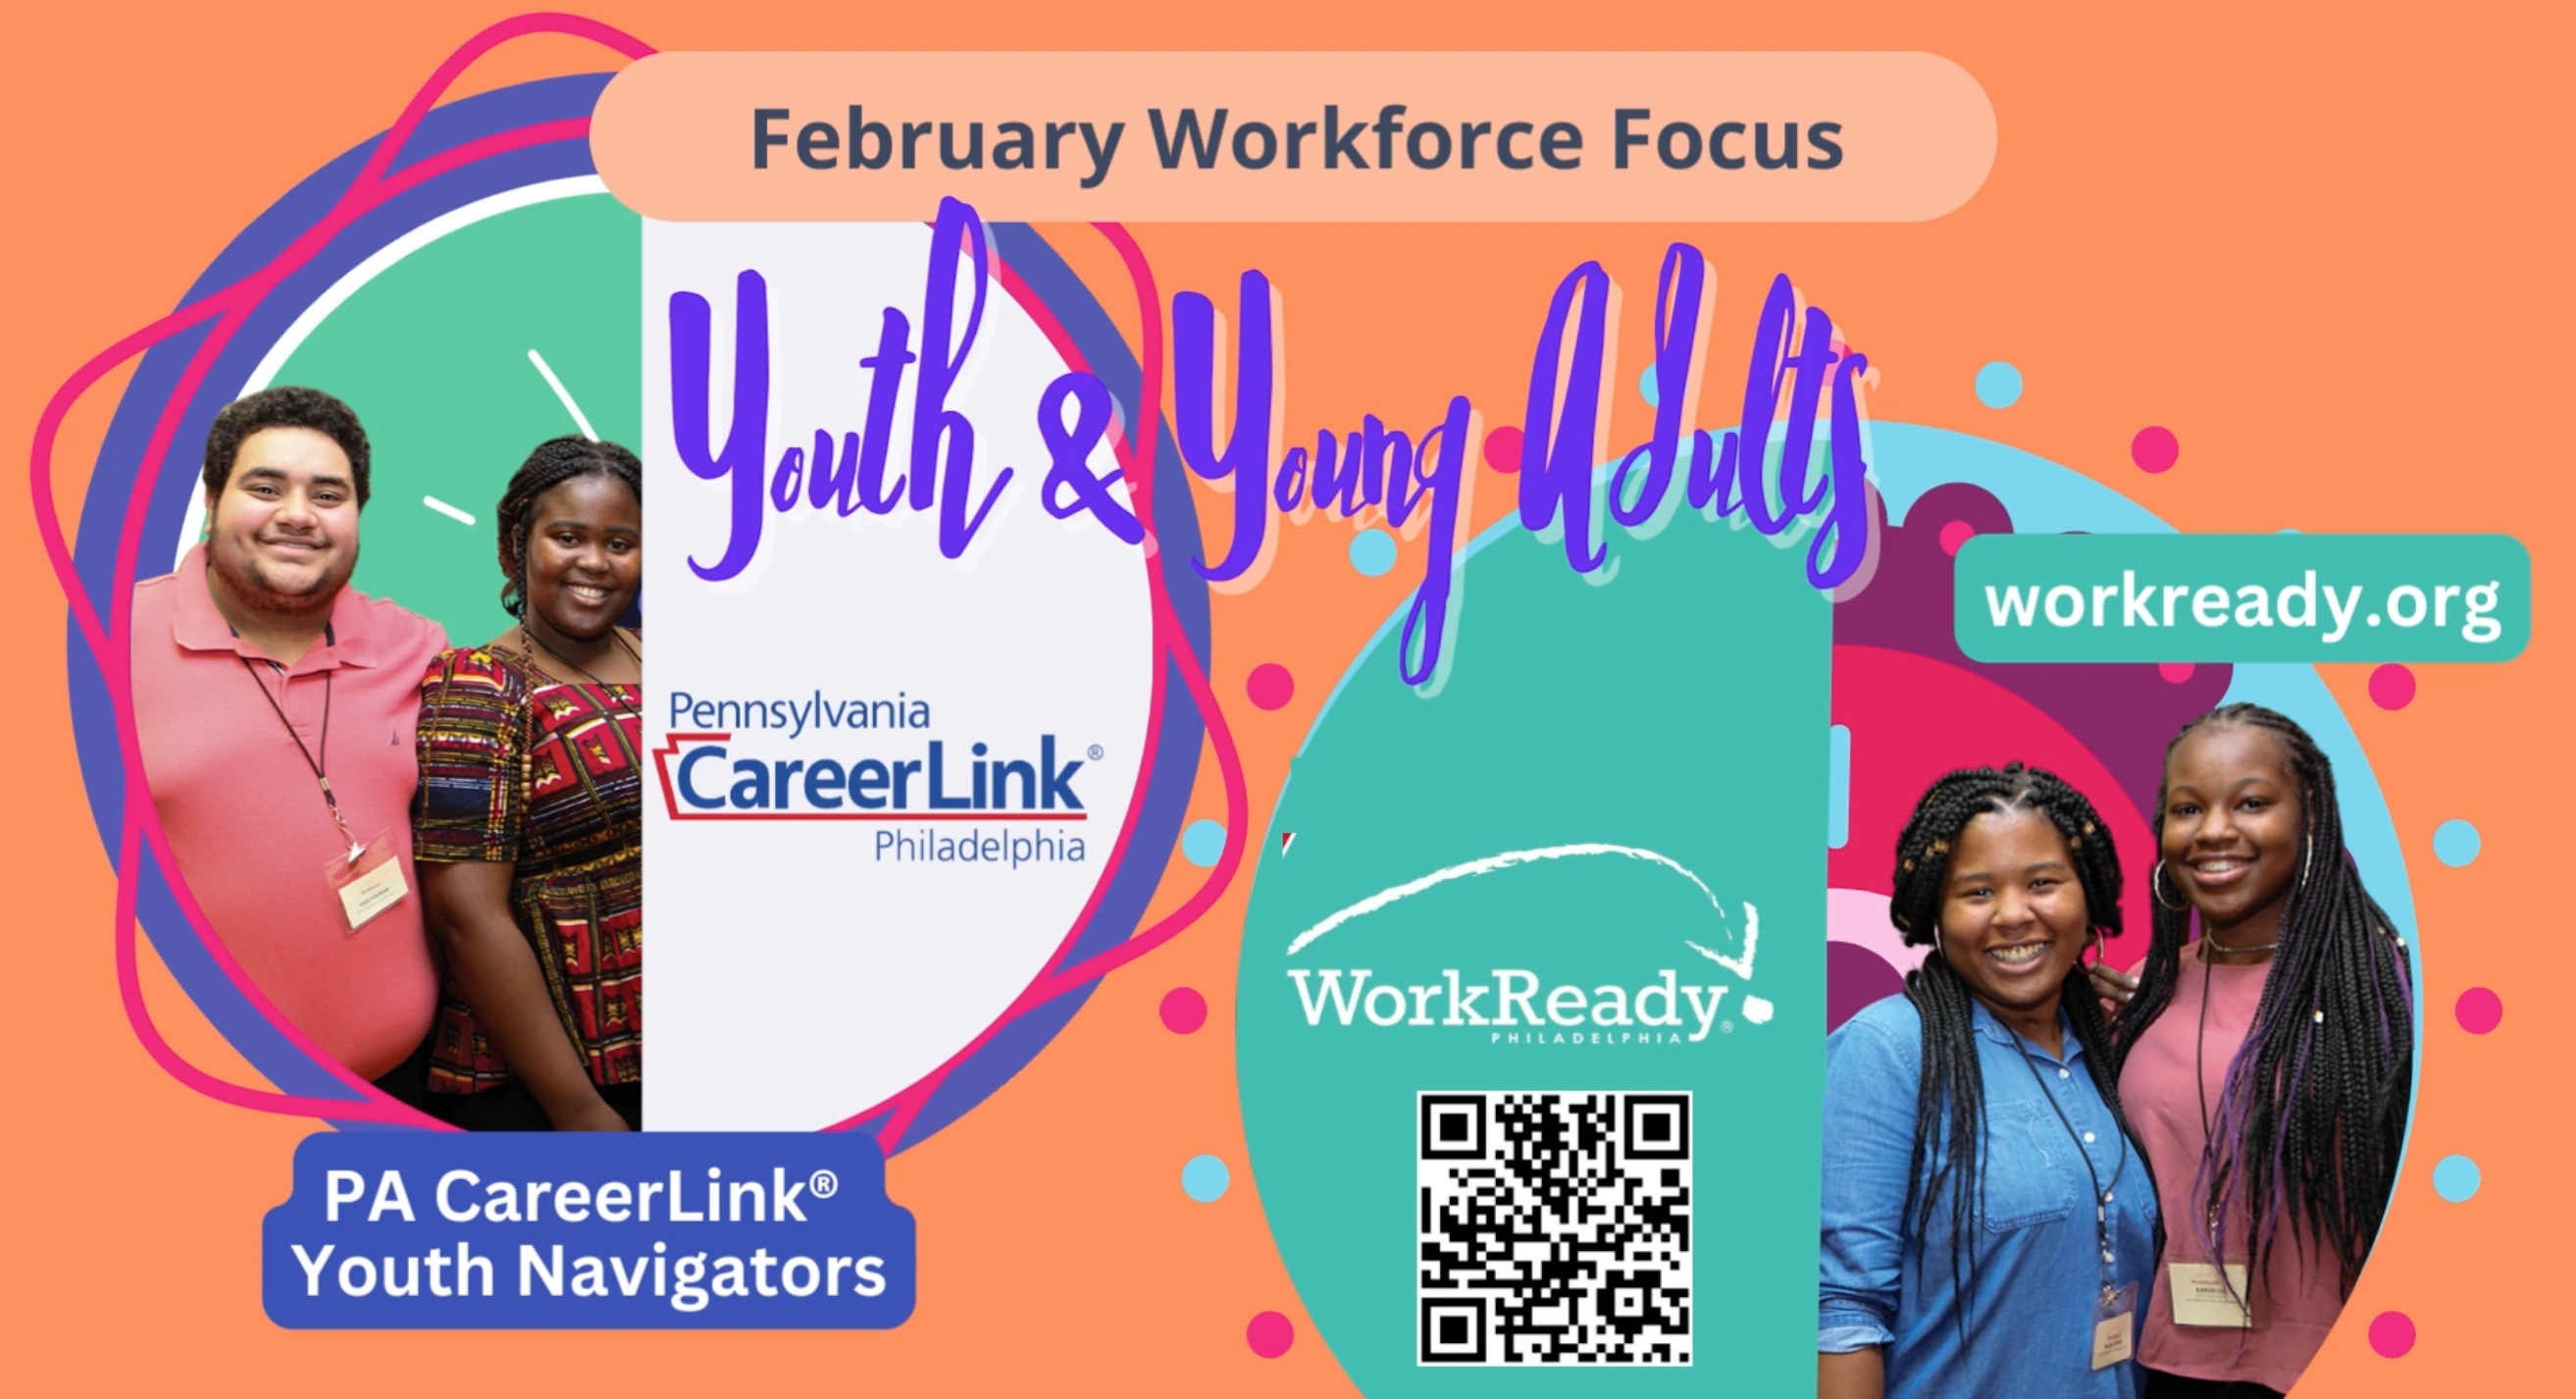 February Workforce Focus
Youth & Young Adults
workready.org
Pennsylvania
CareerLink®
Philadelphia
WorkReady!®
PHILADELPHIA
PA CareerLink®
Youth Navigators